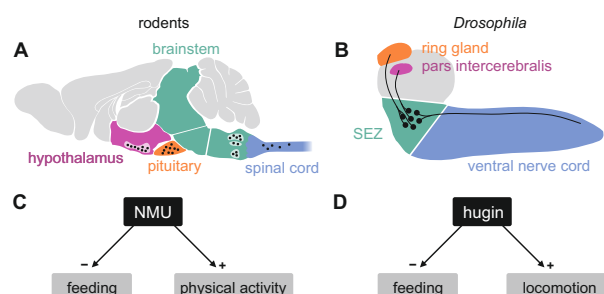 rodents
Drosophila
A
brainstem
hypothalamus
pituitary
spinal cord
B
ring gland
pars intercerebralis
SEZ
ventral nerve cord
C
NMU
–
+
feeding
physical activity
D
hugin
–
+
feeding
locomotion